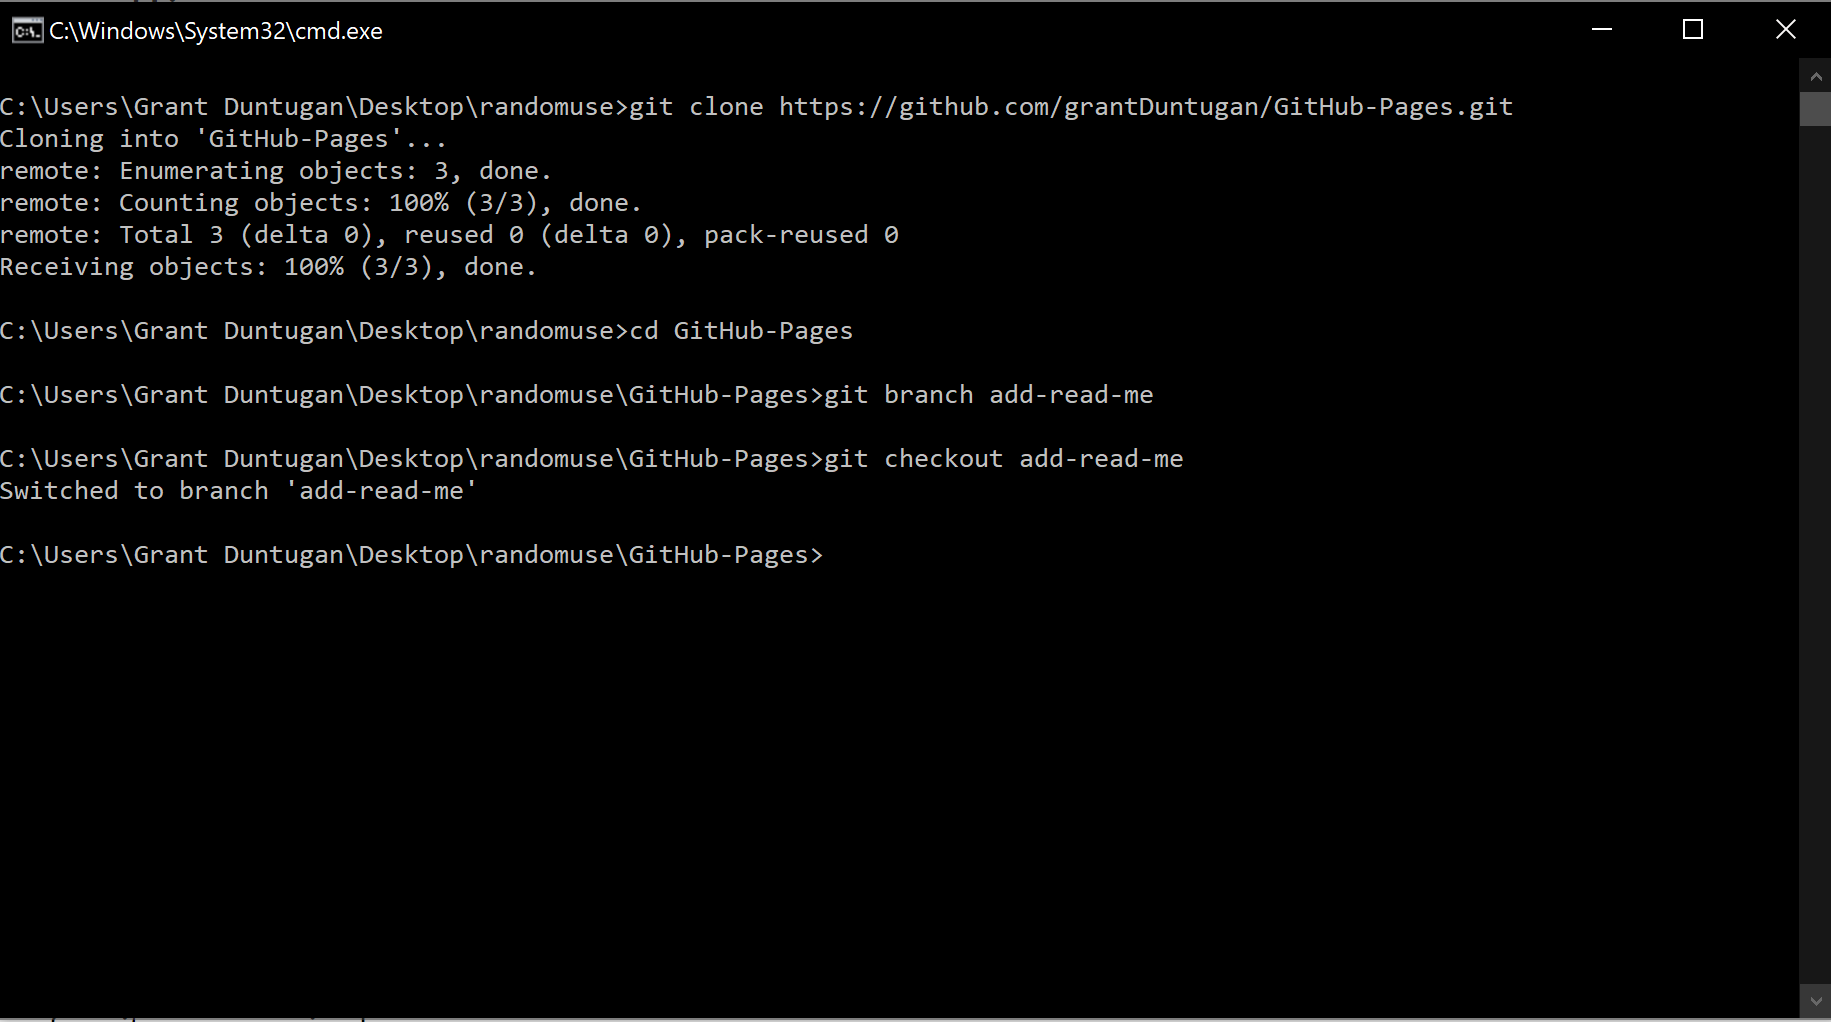 C:\Windows\System32\cmd.exe
C:\Users\Grant Duntugan\Desktop\randomuse>git clone https://github.com/grantDuntugan/GitHub-Pages.git
Cloning into 'GitHub-Pages'...
remote: Enumerating objects: 3, done.
remote: Counting objects: 100% (3/3), done.
remote: Total 3 (delta 0), reused 0 (delta 0), pack-reused 0
Receiving objects: 100% (3/3), done.
C:\Users\Grant Duntugan\Desktop\randomuse>cd GitHub-Pages
C:\Users\Grant Duntugan\Desktop\randomuse\GitHub-Pages>git branch add-read-me
C:\Users\Grant Duntugan\Desktop\randomuse\GitHub-Pages>git checkout add-read-me
Switched to branch 'add-read-me'
C:\Users\Grant Duntugan\Desktop\randomuse\GitHub-Pages>